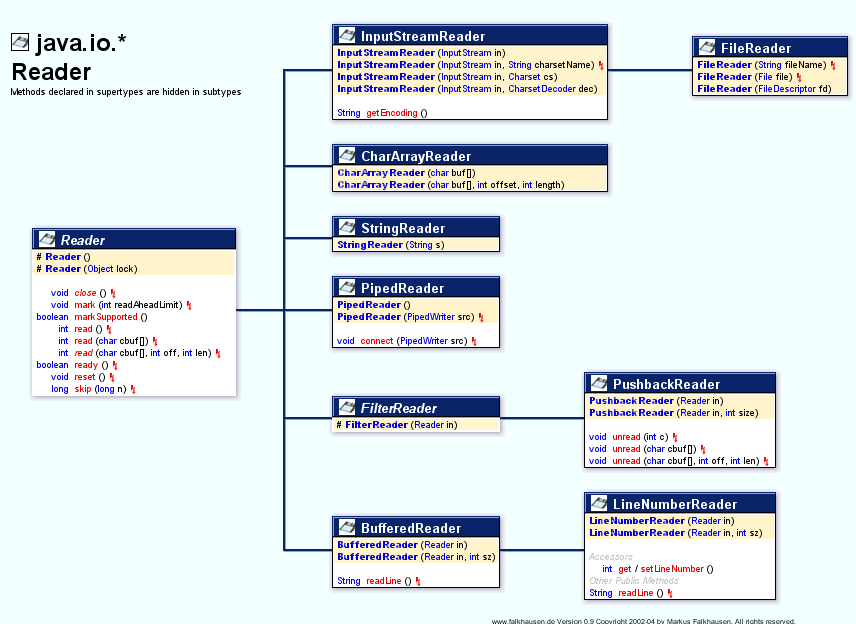 java.io.*
Reader
Methods declared in supertypes are hidden in subtypes
Reader
# Reader ()
# Reader (Object lock)
void close ()
void mark (int readAheadLimit)
boolean markSupported ()
int read ()
int read (char cbuf[])
int read (char cbuf[], int off, int len)
boolean ready ()
void reset ()
long skip (long n)
InputStreamReader
InputStreamReader (InputStream in)
InputStreamReader (InputStream in, String charsetName)
InputStreamReader (InputStream in, Charset cs)
InputStreamReader (InputStream in, CharsetDecoder dec)
String getEncoding ()
FileReader
FileReader (String fileName)
FileReader (File file)
FileReader (FileDescriptor fd)
CharArrayReader
CharArrayReader (char buf[])
CharArrayReader (char buf[], int offset, int length)
StringReader
StringReader (String s)
PipedReader
PipedReader ()
PipedReader (PipedWriter src)
void connect (PipedWriter src)
FilterReader
# FilterReader (Reader in)
PushbackReader
PushbackReader (Reader in)
PushbackReader (Reader in, int size)
void unread (int c)
void unread (char cbuf[])
void unread (char cbuf[], int off, int len)
BufferedReader
BufferedReader (Reader in)
BufferedReader (Reader in, int sz)
String readLine ()
LineNumberReader
LineNumberReader (Reader in)
LineNumberReader (Reader in, int sz)
Accessors
int get / setLineNumber ()
Other Public Methods
String readLine ()
www.falkhausen.de Version 0.9 Copyright 2002-04 by Markus Falkhausen. All rights reserved.